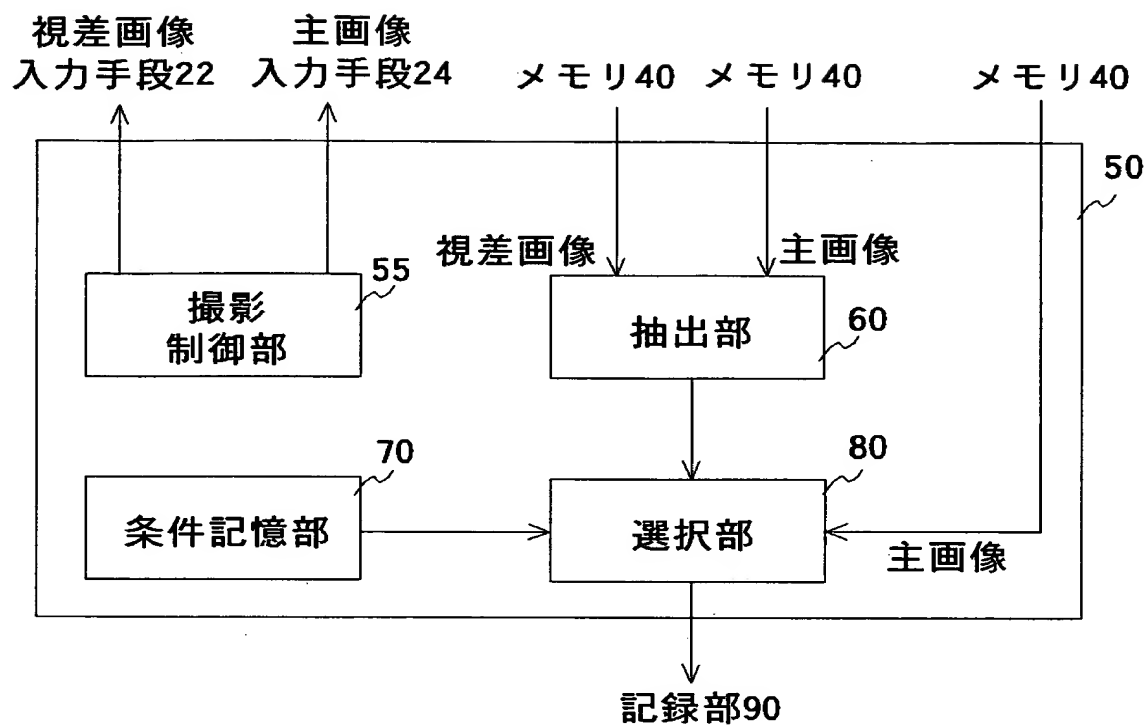 視差画像
入力手段22
主画像
入力手段24
メモリ40
メモリ40
メモリ40
50
視差画像
主画像
55
撮影
制御部
抽出部
60
70
条件記憶部
80
選択部
主画像
記録部90